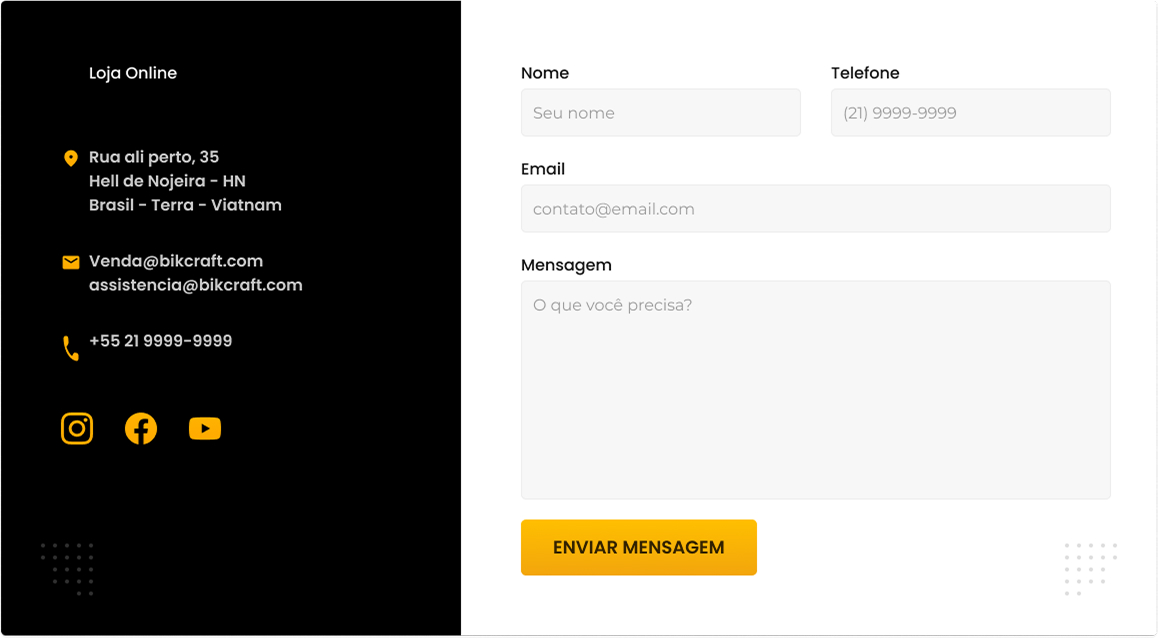 Loja Online
Rua ali perto, 35
Hell de Nojeira - HN
Brasil - Terra - Viatnam
Venda@bikcraft.com
assistencia@bikcraft.com
+55 21 9999-9999
Nome
Seu nome
Telefone
(21) 9999-9999
Email
contato@email.com
Mensagem
O que você precisa?
ENVIAR MENSAGEM